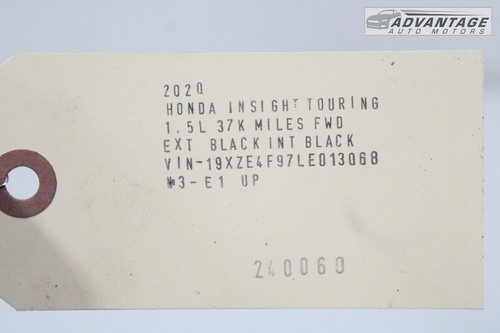 ADVANTAGE
AUTO MOTORS
2020
HONDA INSIGHT TOURING
1.5L 37K MILES FWD
EXT BLACK INT BLACK
VIN-19XZE4F97LE013068
№3-E1 UP
240060